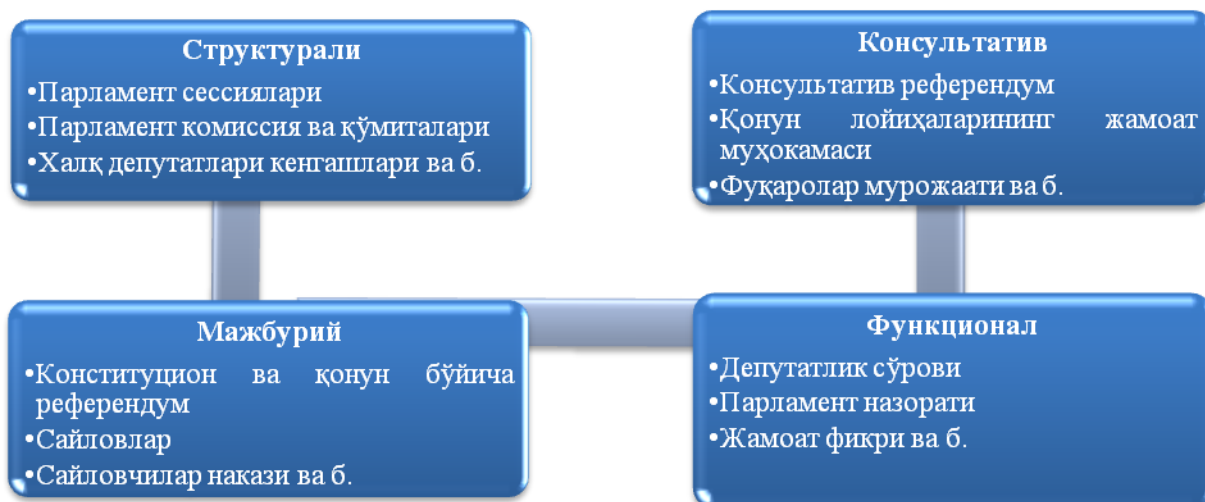 Структурали
•Парламент сессиялари
•Парламент комиссия ва қўмиталари
•Халқ депутатлари кенгашлари ва б.
Консультатив
•Консультатив референдум
•Қонун лойиҳаларининг жамоат
муҳокамаси
•Фуқаролар мурожаати ва б.
Мажбурий
•Конституцион ва қонун бўйича
референдум
•Сайловлар
•Сайловчилар накази ва б.
Функционал
•Депутатлик сўрови
•Парламент назорати
•Жамоат фикри ва б.